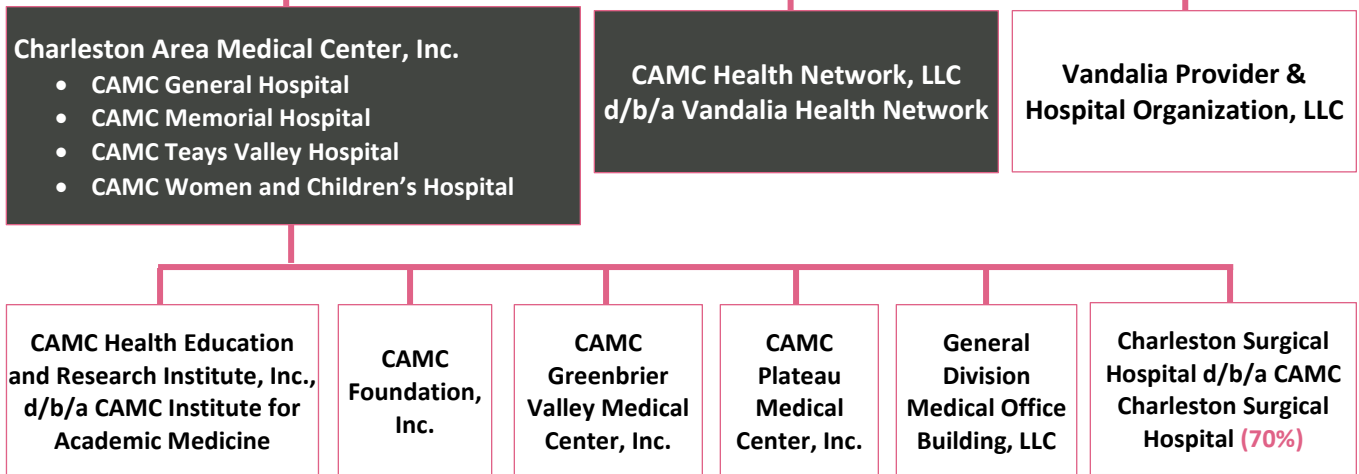 Charleston Area Medical Center, Inc.
• CAMC General Hospital
• CAMC Memorial Hospital
• CAMC Teays Valley Hospital
• CAMC Women and Children’s Hospital
CAMC Health Network, LLC
d/b/a Vandalia Health Network
Vandalia Provider &
Hospital Organization, LLC
CAMC Health Education
and Research Institute, Inc.,
d/b/a CAMC Institute for
Academic Medicine
CAMC
Foundation,
Inc.
CAMC
Greenbrier
Valley Medical
Center, Inc.
CAMC
Plateau
Medical
Center, Inc.
General
Division
Medical Office
Building, LLC
Charleston Surgical
Hospital d/b/a CAMC
Charleston Surgical
Hospital (70%)